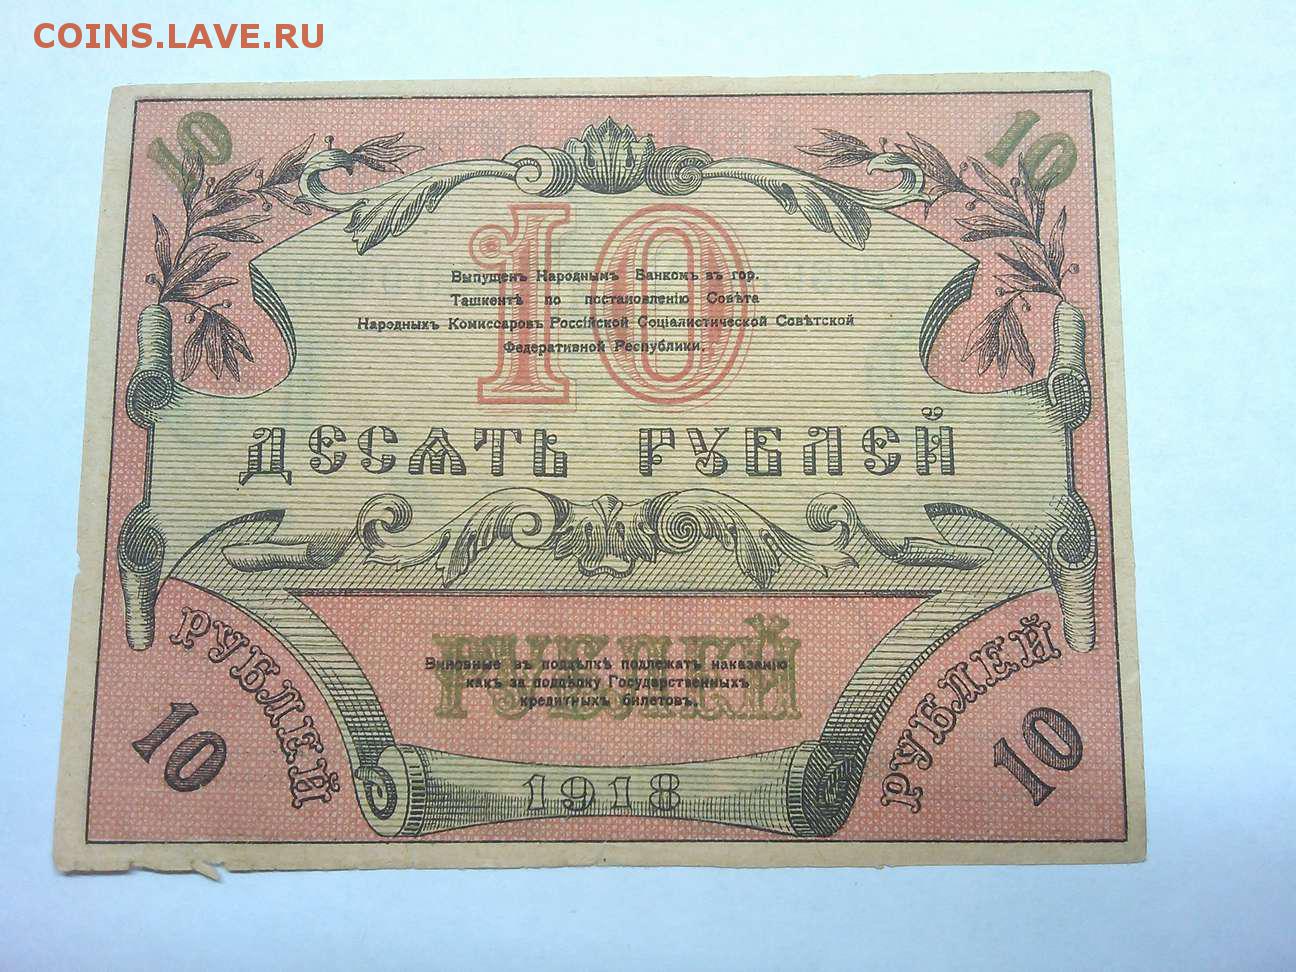 COINS.LAVE.RU
10
10
10
Выпущенъ Народнымъ Банкомъ въ гор.
Ташкентѣ по постановленію Совѣта
Народныхъ Комиссаровъ Россійской Соціалистической Совѣтской
Федеративной Республики.
ДЕСѦТЬ РУБЛЕЙ
РУБЛЕЙ
Виновные въ поддѣлкѣ подлежатъ наказанію
какъ за поддѣлку Государственныхъ
кредитныхъ билетовъ.
РУБЛЕЙ
10
РУБЛЕЙ
10
1918